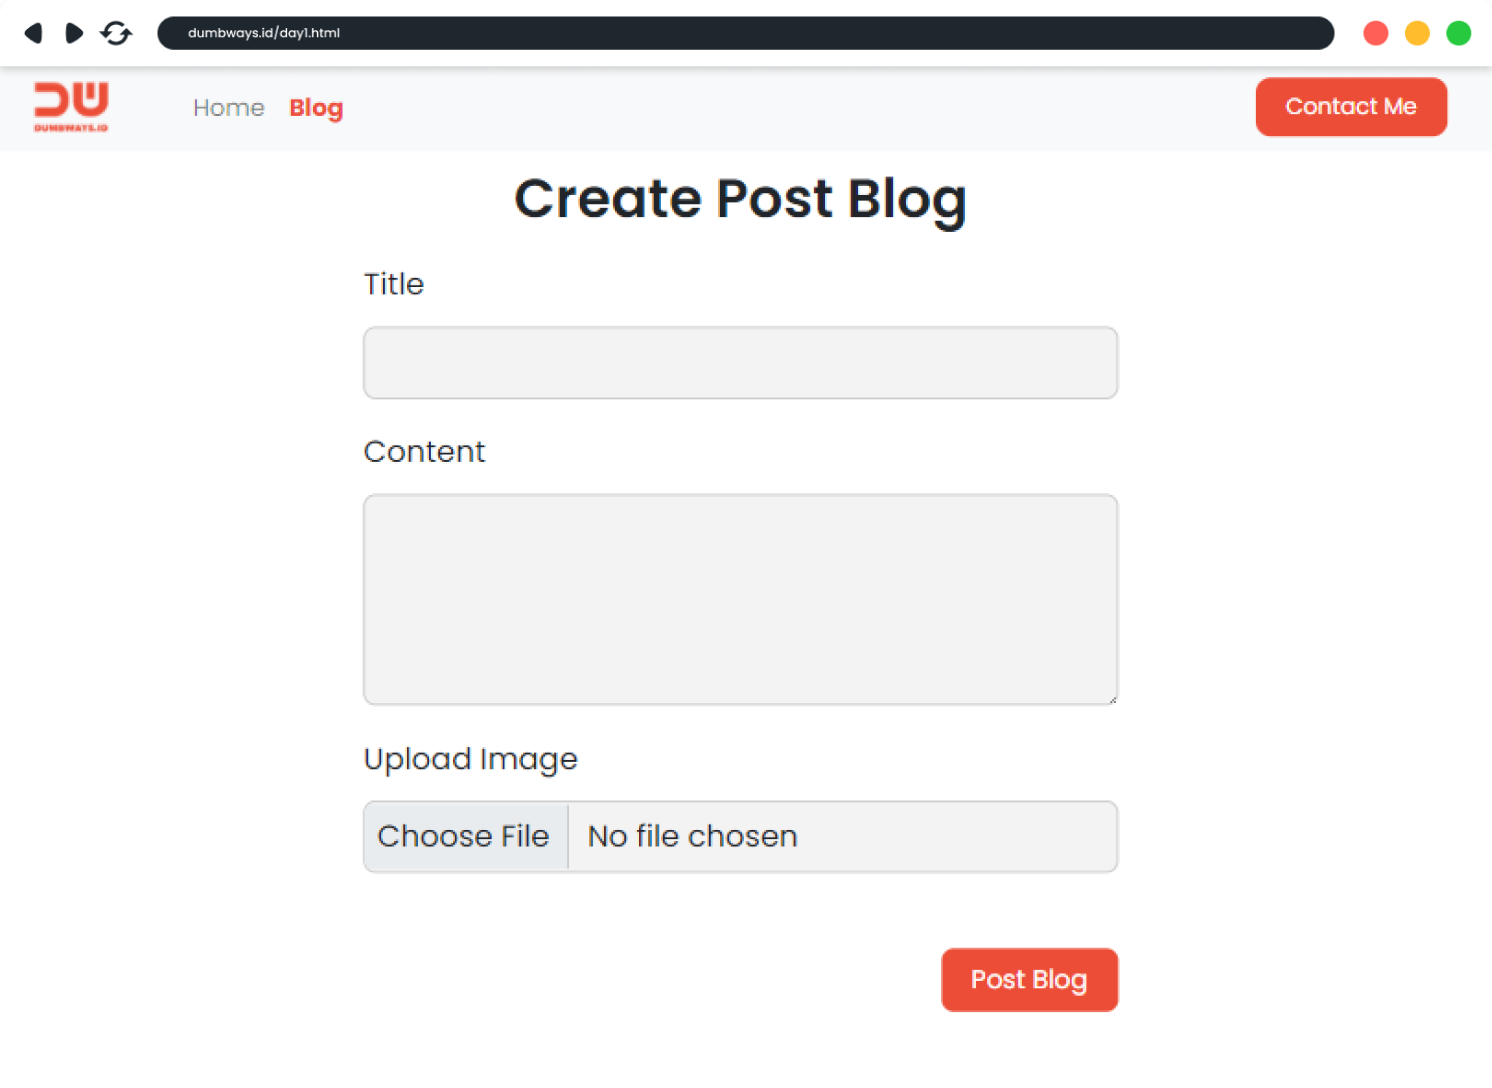 dumbways.id/day1.html
DW
DUMBWAYS.ID
Home Blog
Contact Me
Create Post Blog
Title
Content
Upload Image
Choose File No file chosen
Post Blog